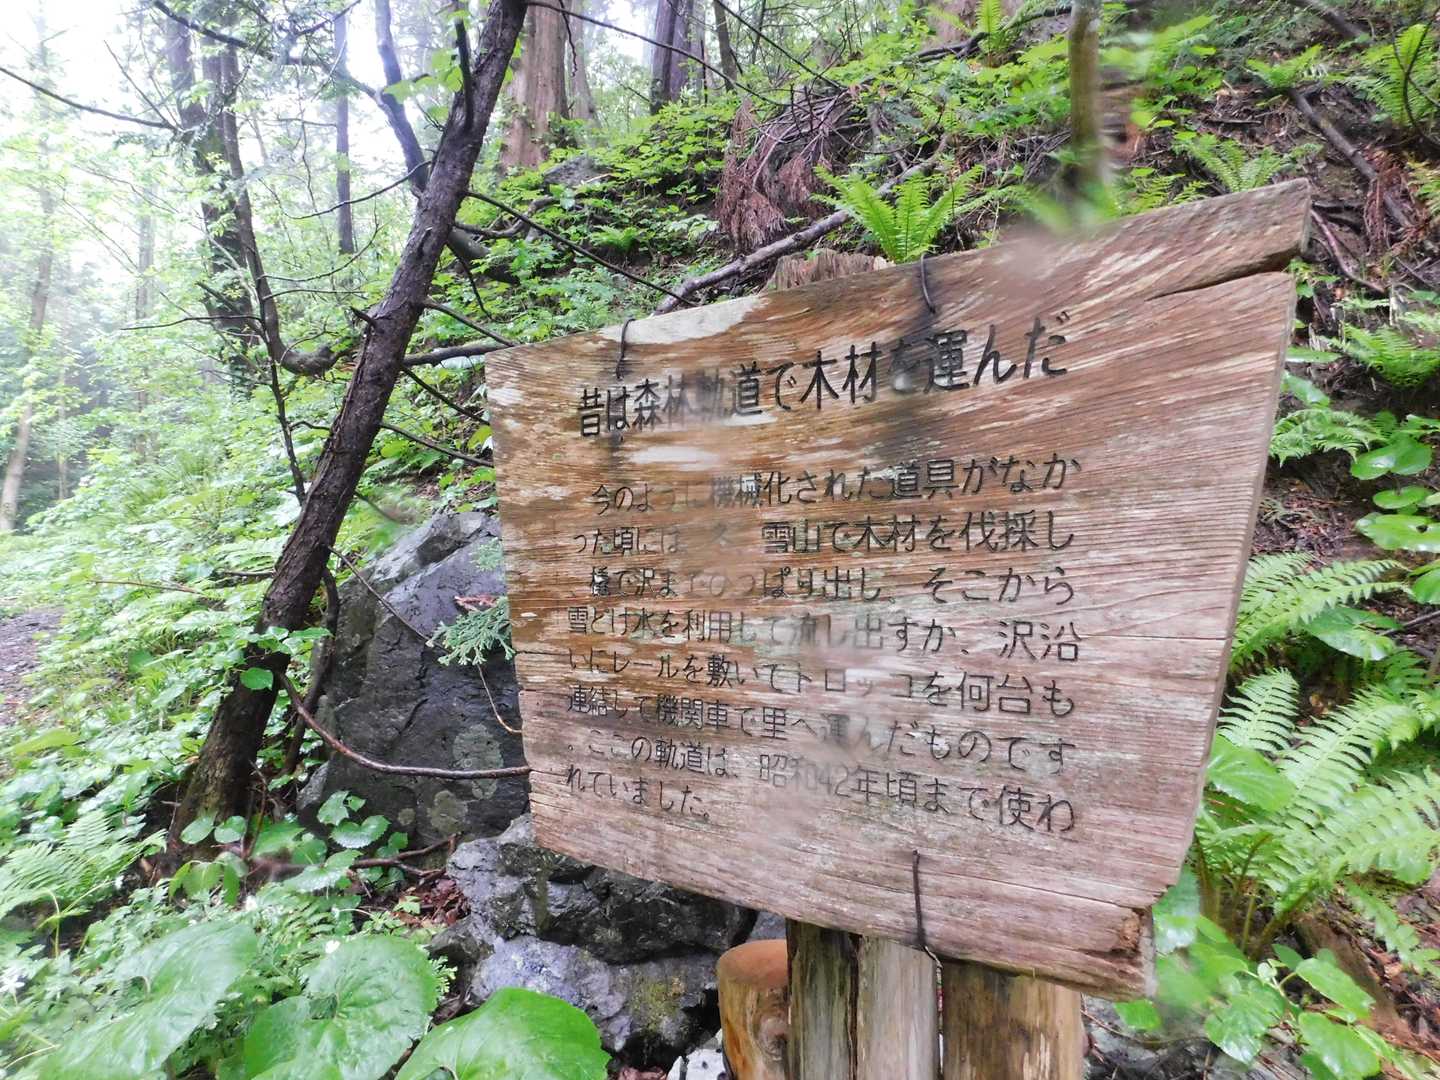 昔は森林軌道で木材を運んだ
今のように機械化された道具がなか
った頃には 冬 雪山で木材を伐採し
橇で沢までひっぱり出し、そこから
雪どけ水を利用して流し出すか、沢沿
いにレールを敷いてトロッコを何台も
連結して機関車で里へ運んだものです
。ここの軌道は、昭和42年頃まで使わ
れていました。